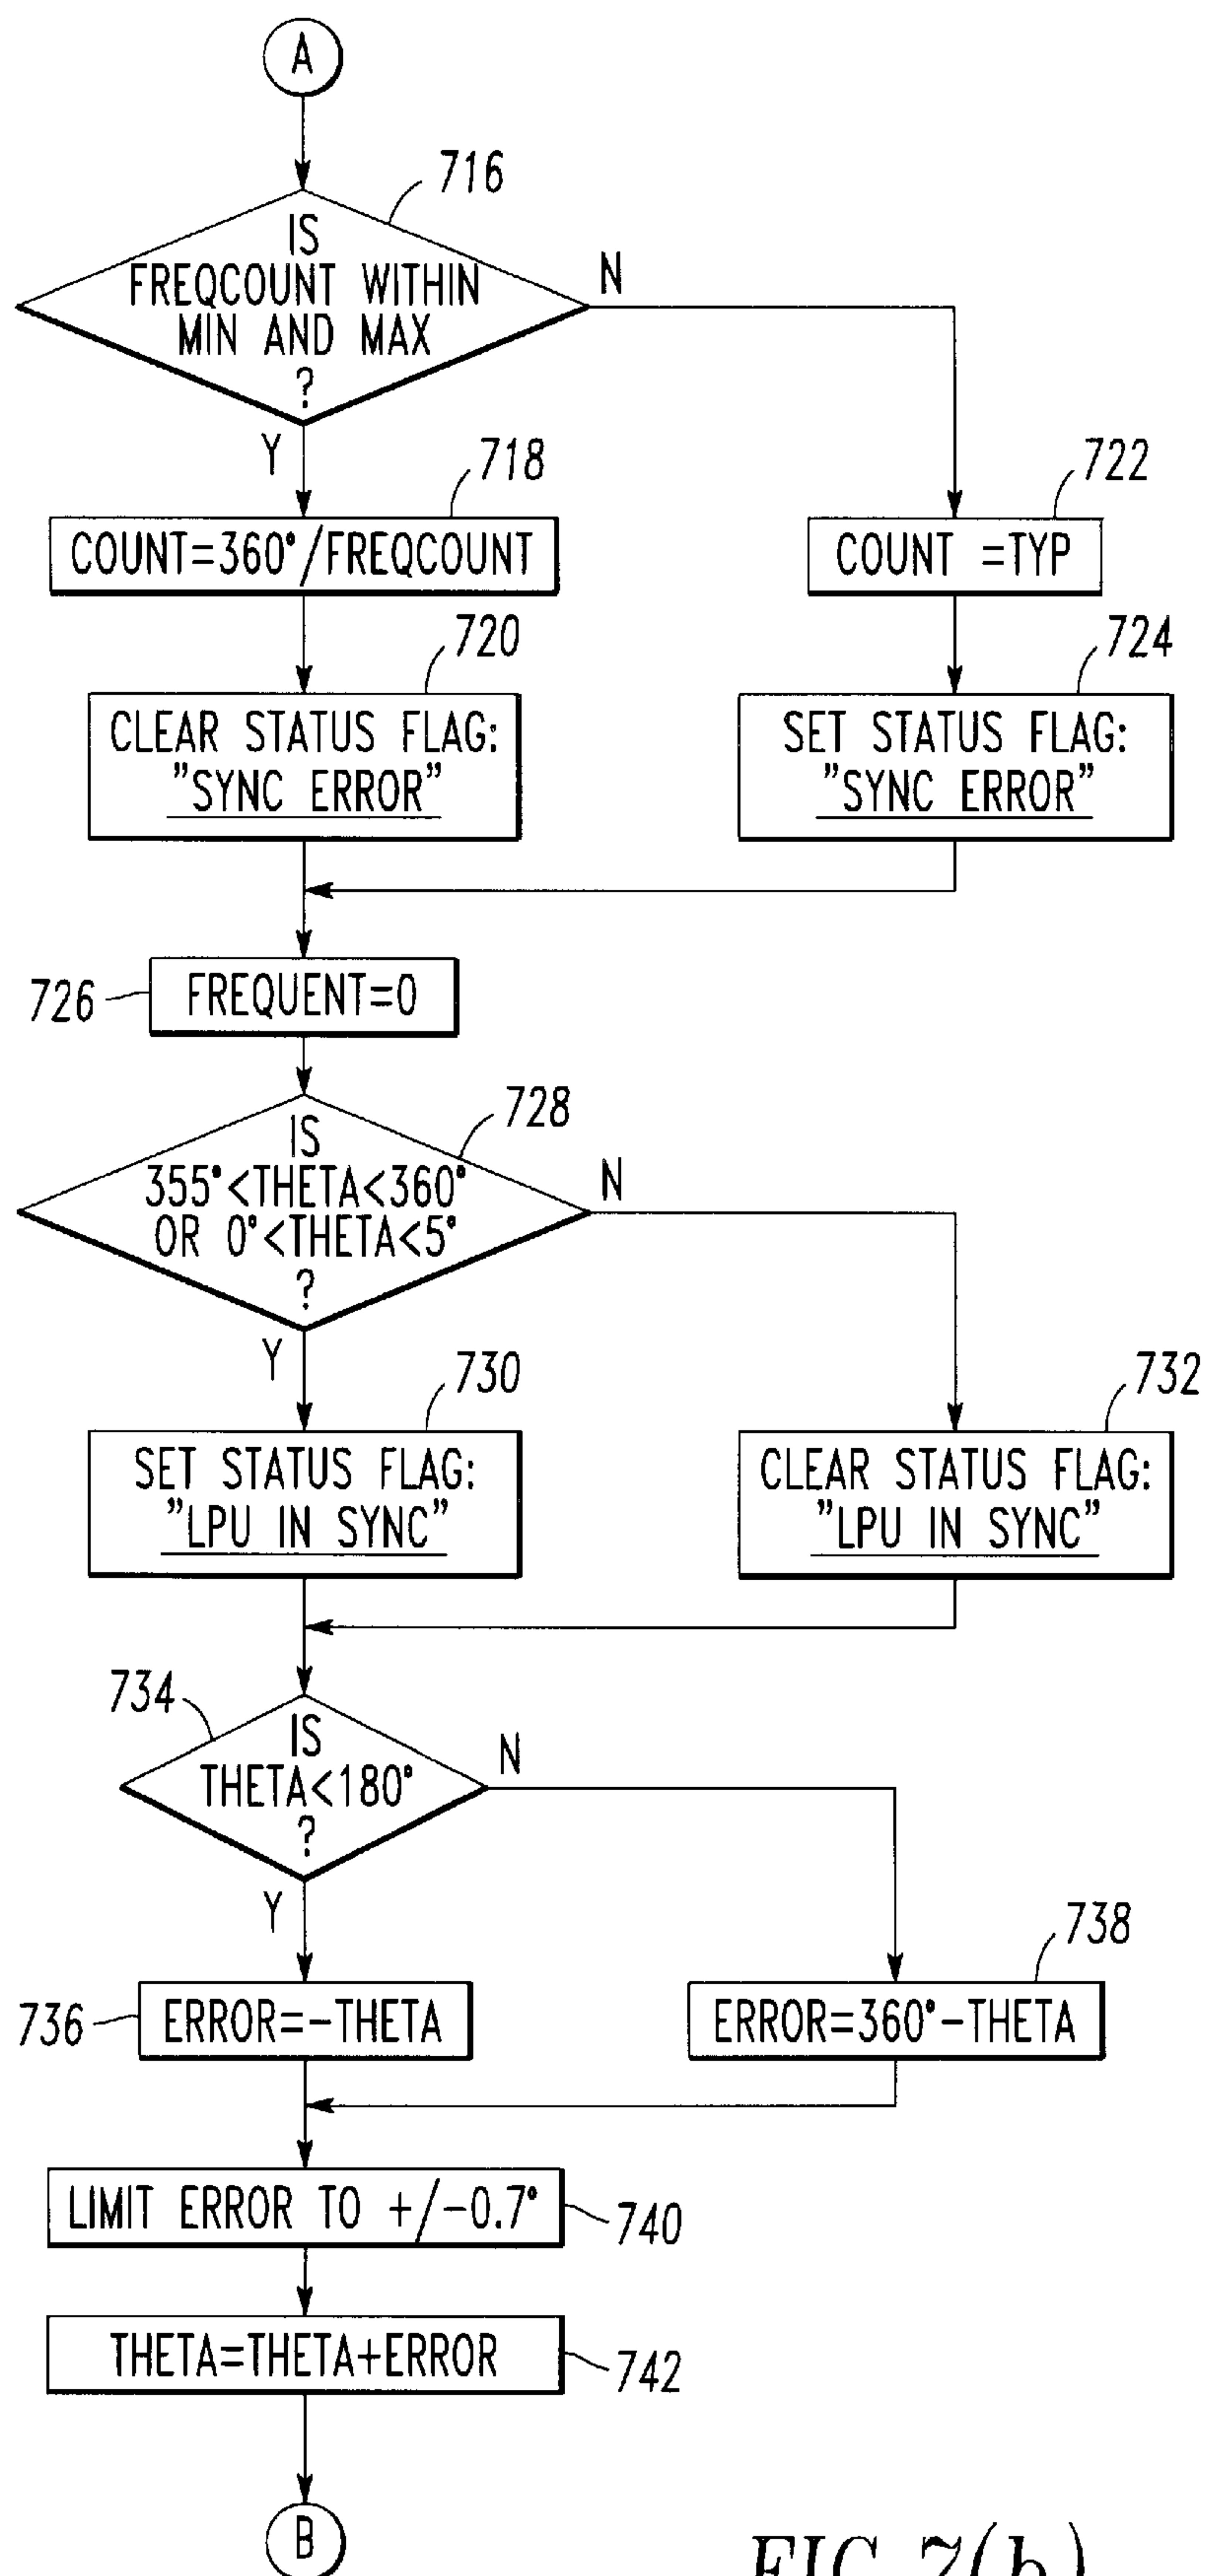 A
716
IS
FREQCOUNT WITHIN
MIN AND MAX
?
N
Y
718
722
COUNT=360°/FREQCOUNT
COUNT =TYP
720
724
CLEAR STATUS FLAG:
"SYNC ERROR"
SET STATUS FLAG:
"SYNC ERROR"
726
FREQUENT=0
728
IS
355°<THETA<360°
OR 0°<THETA<5°
?
N
Y
730
732
SET STATUS FLAG:
"LPU IN SYNC"
CLEAR STATUS FLAG:
"LPU IN SYNC"
734
IS
THETA<180°
?
N
Y
738
736
ERROR=-THETA
ERROR=360°-THETA
LIMIT ERROR TO +/-0.7°
740
THETA=THETA+ERROR
742
B
FIG. 7(b)